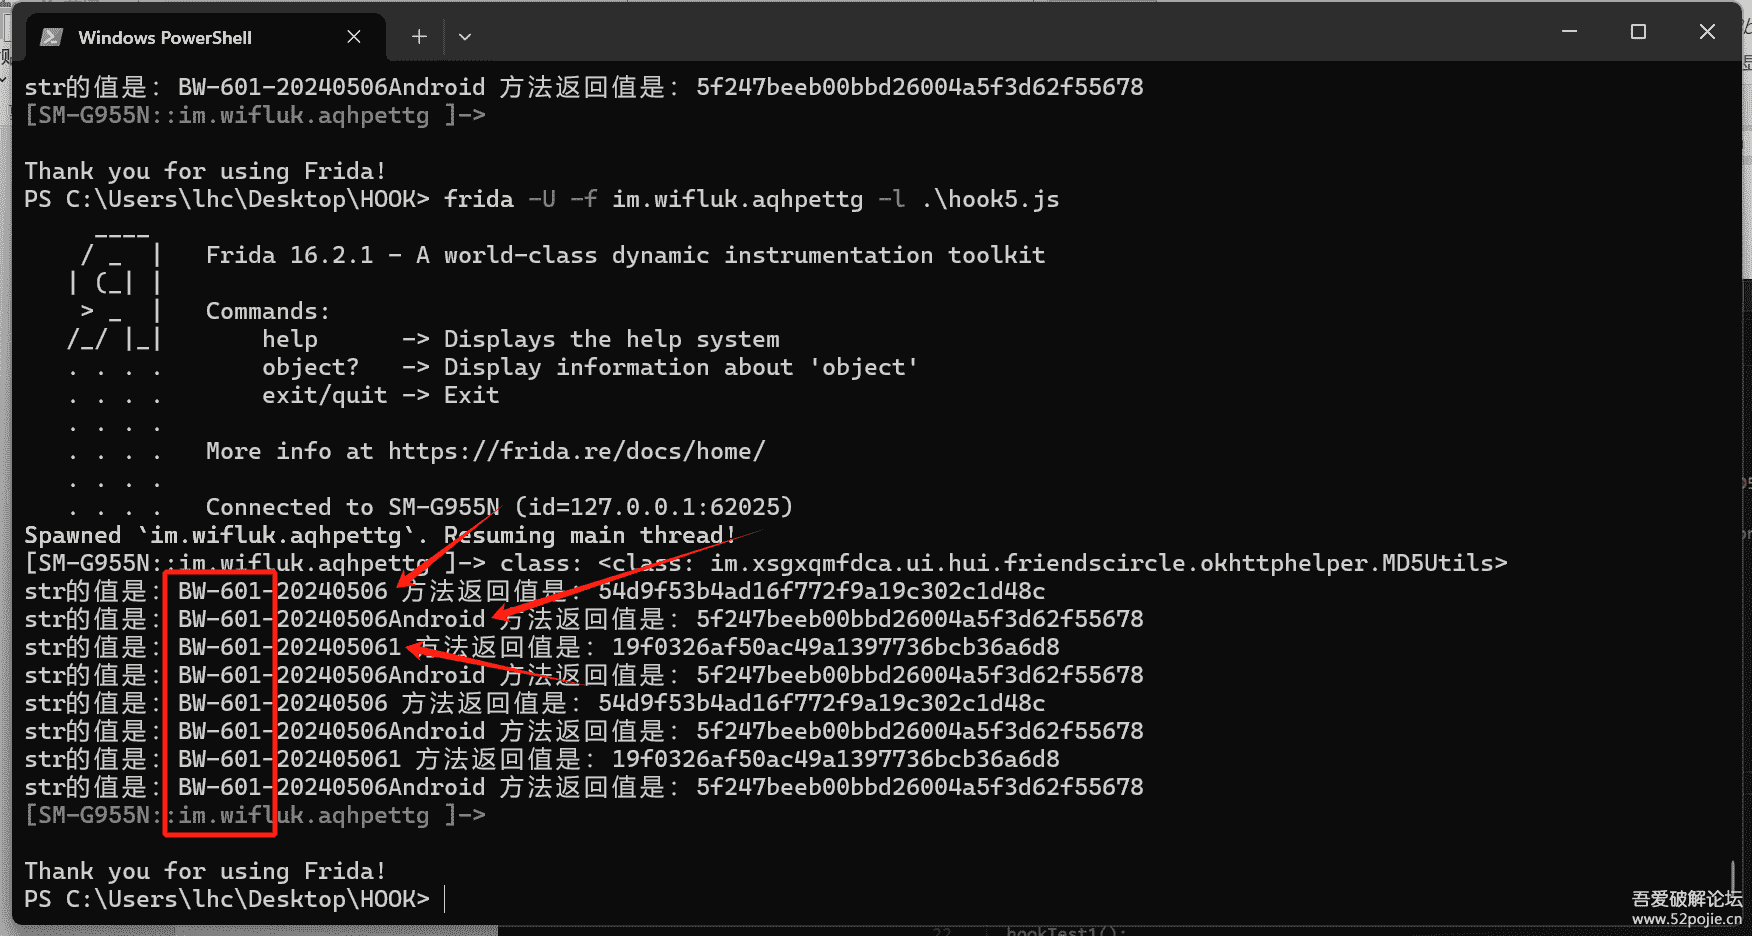 Windows PowerShell
str的值是: BW-601-20240506Android 方法返回值是: 5f247beeb00bbd26004a5f3d62f55678
[SM-G955N::im.wifluk.aqhpettg ]->
Thank you for using Frida!
PS C:\Users\lhc\Desktop\HOOK> frida -U -f im.wifluk.aqhpettg -l .\hook5.js
Frida 16.2.1 - A world-class dynamic instrumentation toolkit
Commands:
help -> Displays the help system
object? -> Display information about 'object'
exit/quit -> Exit
More info at https://frida.re/docs/home/
Connected to SM-G955N (id=127.0.0.1:62025)
Spawned `im.wifluk.aqhpettg`. Resuming main thread!
[SM-G955N::im.wifluk.aqhpettg ]-> class: <class: im.xsgxqmfdca.ui.hui.friendscircle.okhttphelper.MD5Utils>
str的值是: BW-601-20240506 方法返回值是: 54d9f53b4ad16f772f9a19c302c1d48c
str的值是: BW-601-20240506Android 方法返回值是: 5f247beeb00bbd26004a5f3d62f55678
str的值是: BW-601-202405061 方法返回值是: 19f0326af50ac49a1397736bcb36a6d8
str的值是: BW-601-20240506Android 方法返回值是: 5f247beeb00bbd26004a5f3d62f55678
str的值是: BW-601-20240506 方法返回值是: 54d9f53b4ad16f772f9a19c302c1d48c
str的值是: BW-601-20240506Android 方法返回值是: 5f247beeb00bbd26004a5f3d62f55678
str的值是: BW-601-202405061 方法返回值是: 19f0326af50ac49a1397736bcb36a6d8
str的值是: BW-601-20240506Android 方法返回值是: 5f247beeb00bbd26004a5f3d62f55678
[SM-G955N::im.wifluk.aqhpettg ]->
Thank you for using Frida!
PS C:\Users\lhc\Desktop\HOOK>
吾爱破解论坛
www.52pojie.cn
22 hookTest1();